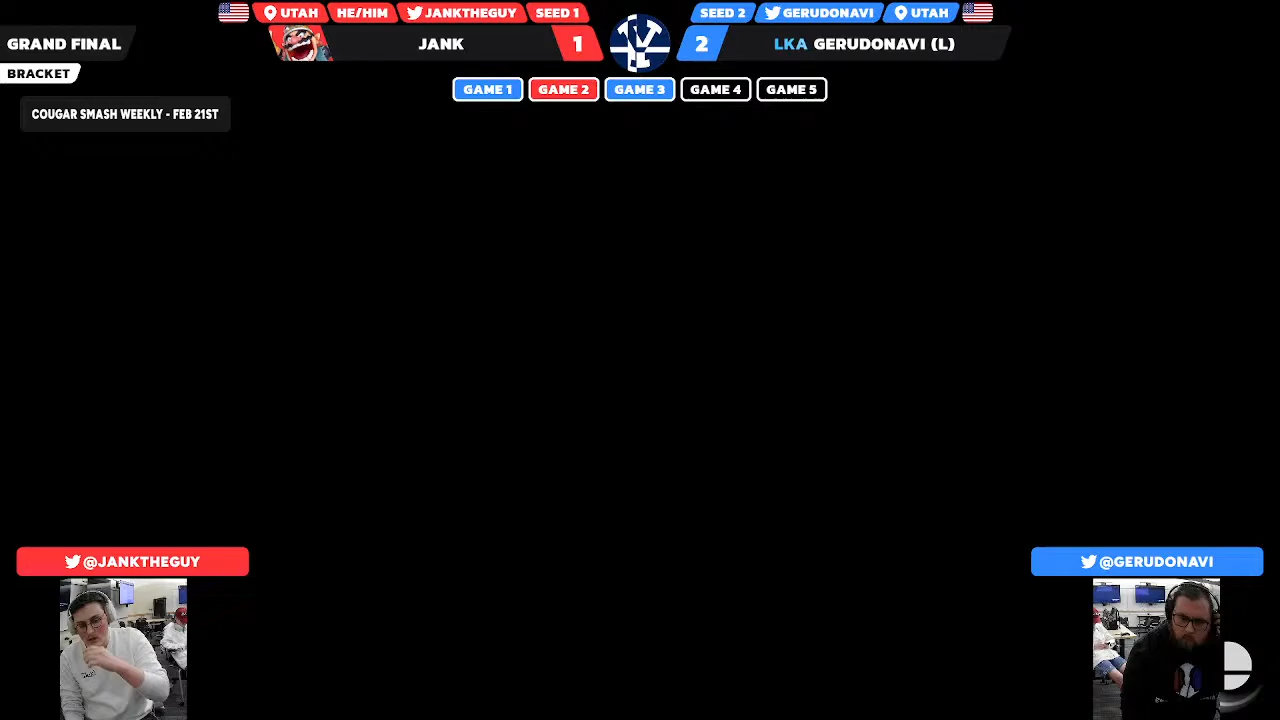 UTAH HE/HIM JANKTHEGUY SEED 1 SEED 2 GERUDONAVI UTAH
GRAND FINAL JANK 1 2 LKA GERUDONAVI (L)
BRACKET
GAME 1 GAME 2 GAME 3 GAME 4 GAME 5
COUGAR SMASH WEEKLY - FEB 21ST
@JANKTHEGUY @GERUDONAVI